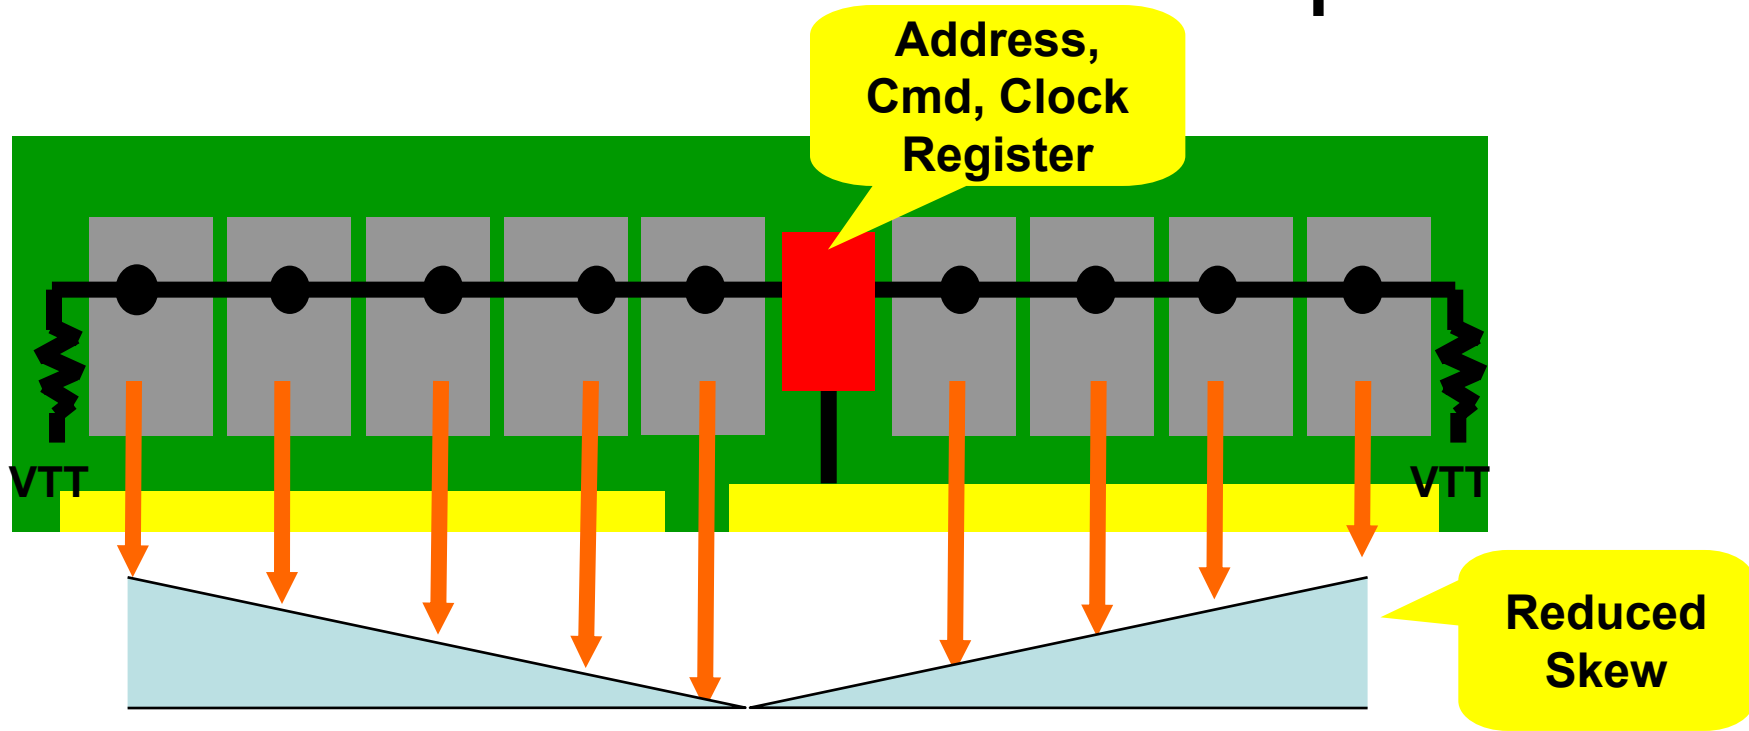 Address,
Cmd, Clock
Register
VTT
VTT
Reduced
Skew